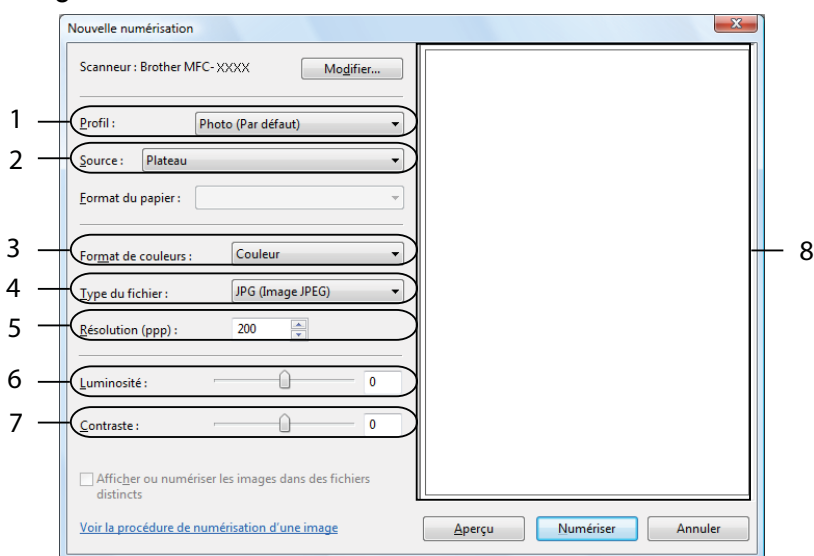 Nouvelle numérisation
Scanneur : Brother MFC-XXXX
Modifier...
1
Profil :
Photo (Par défaut)
2
Source :
Plateau
Format du papier :
3
Format de couleurs :
Couleur
4
Type du fichier :
JPG (Image JPEG)
5
Résolution (ppp) :
200
6
Luminosité :
0
7
Contraste :
0
8
Afficher ou numériser les images dans des fichiers
distincts
Voir la procédure de numérisation d'une image
Aperçu
Numériser
Annuler